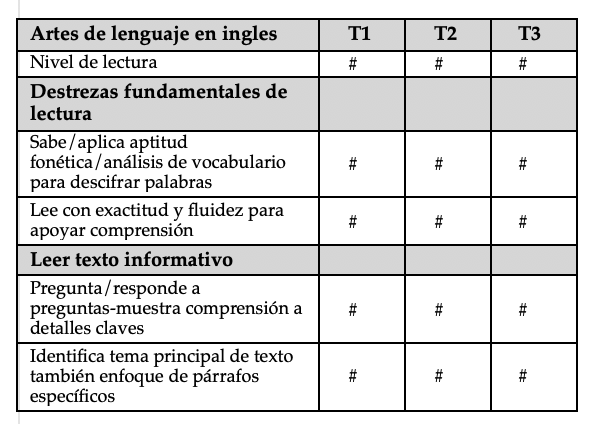 Artes de lenguaje en ingles T1 T2 T3
Nivel de lectura # # #
Destrezas fundamentales de
lectura
Sabe/aplica aptitud
fonética/análisis de vocabulario # # #
para descifrar palabras
Lee con exactitud y fluidez para
apoyar comprensión # # #
Leer texto informativo
Pregunta/responde a
preguntas-muestra comprensión a # # #
detalles claves
Identifica tema principal de texto
también enfoque de párrafos # # #
específicos